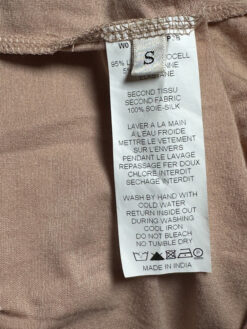 S
95%
SECOND TISSU
SECOND FABRIC
100% SOIE-SILK
LAVER A LA MAIN
A L'EAU FROIDE
METTRE LE VETEMENT
SUR L'ENVERS
PENDANT LE LAVAGE
REPASSAGE FER DOUX
CHLORE INTERDIT
SECHAGE INTERDIT
WASH BY HAND WITH
COLD WATER
RETURN INSIDE OUT
DURING WASHING
COOL IRON
DO NOT BLEACH
NO TUMBLE DRY
MADE IN INDIA